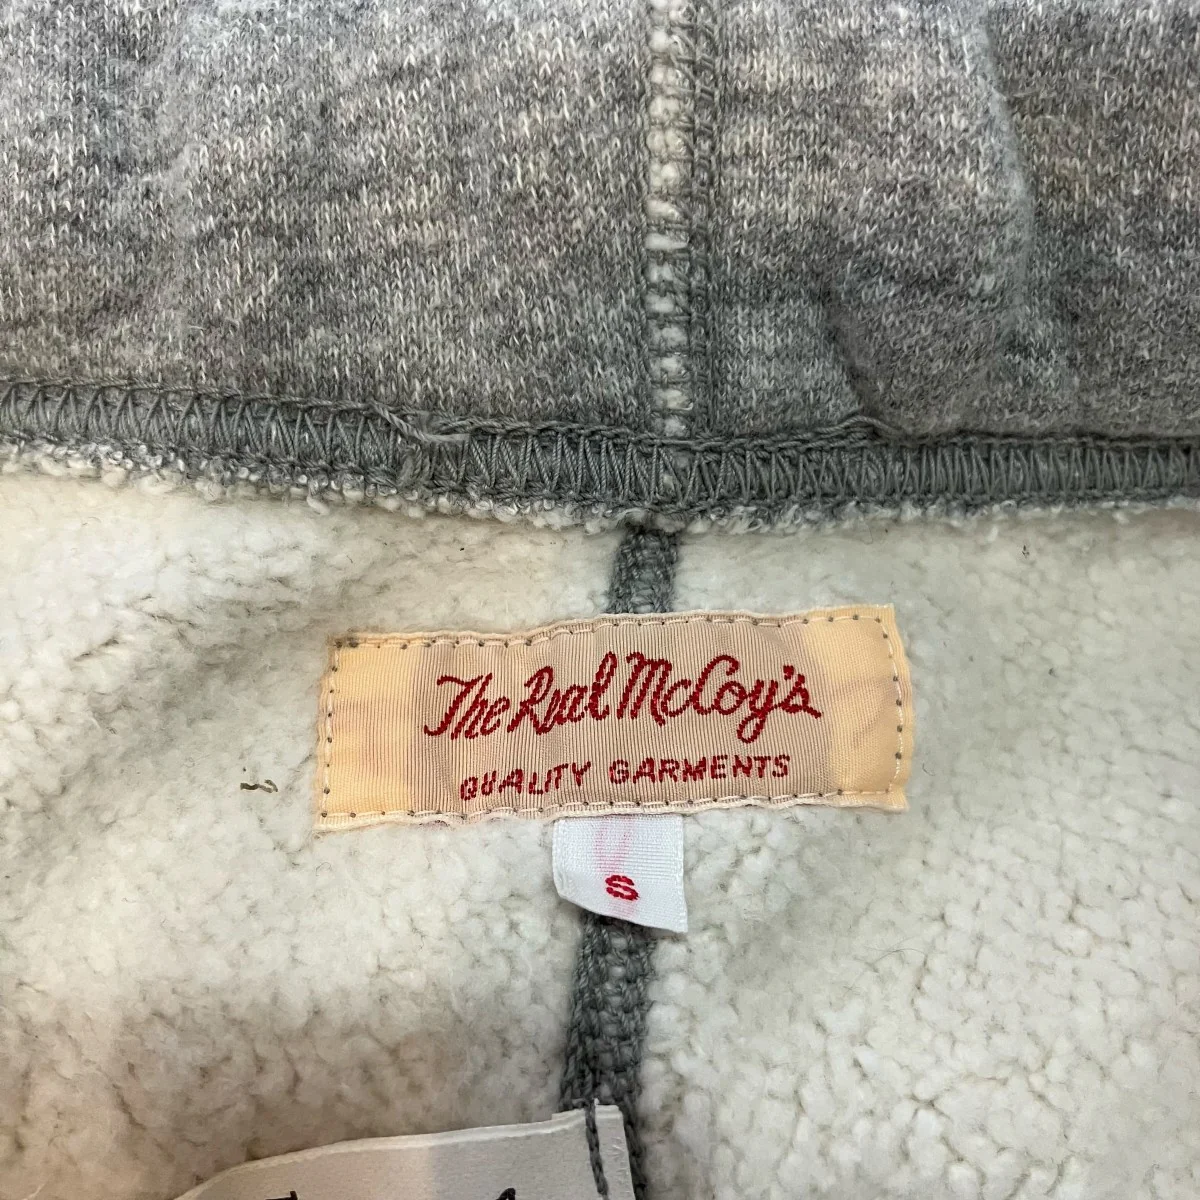 The Real McCoy's
QUALITY GARMENTS
S